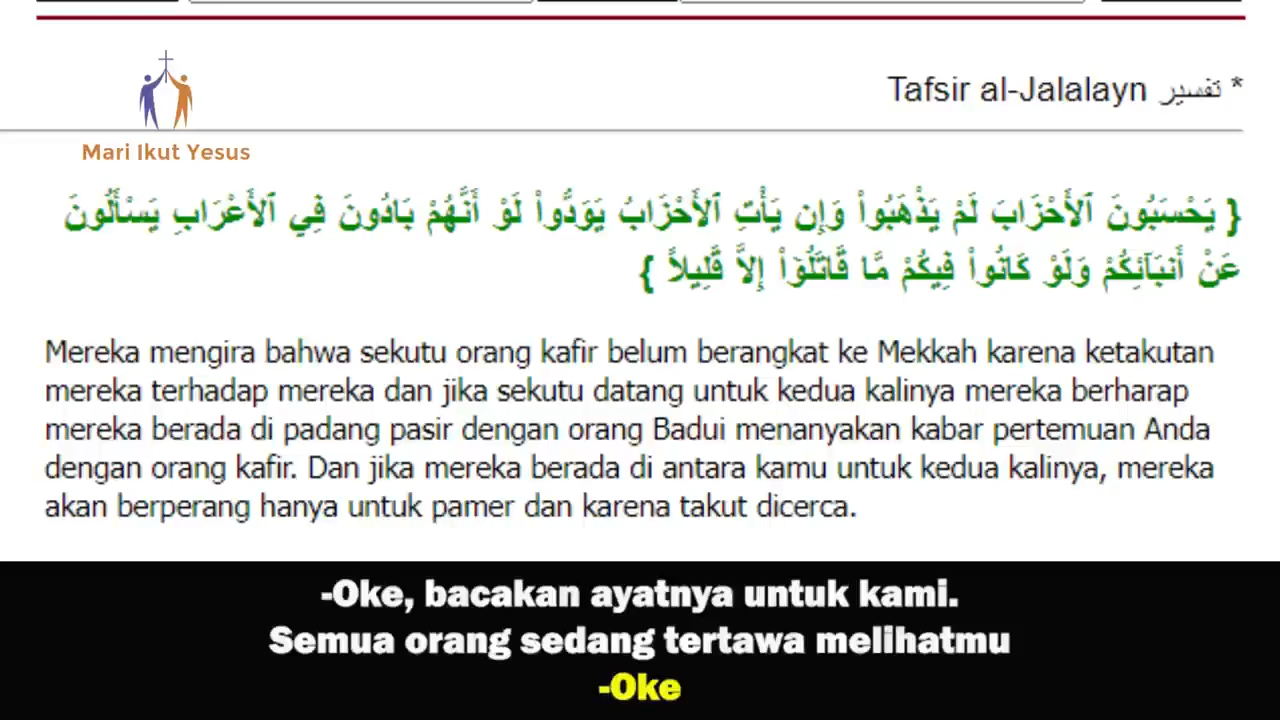 Tafsir al-Jalalayn تفسير *
Mari Ikut Yesus
{ يَحْسَبُونَ ٱلأَحْزَابَ لَمْ يَذْهَبُواْ وَإِن يَأْتِ ٱلأَحْزَابُ يَوَدُّواْ لَوْ أَنَّهُمْ بَادُونَ فِي ٱلأَعْرَابِ يَسْأَلُونَ
عَنْ أَنبَآئِكُمْ وَلَوْ كَانُواْ فِيكُمْ مَّا قَاتَلُوۤاْ إِلاَّ قَلِيلاً }
Mereka mengira bahwa sekutu orang kafir belum berangkat ke Mekkah karena ketakutan
mereka terhadap mereka dan jika sekutu datang untuk kedua kalinya mereka berharap
mereka berada di padang pasir dengan orang Badui menanyakan kabar pertemuan Anda
dengan orang kafir. Dan jika mereka berada di antara kamu untuk kedua kalinya, mereka
akan berperang hanya untuk pamer dan karena takut dicerca.
-Oke, bacakan ayatnya untuk kami.
Semua orang sedang tertawa melihatmu
-Oke